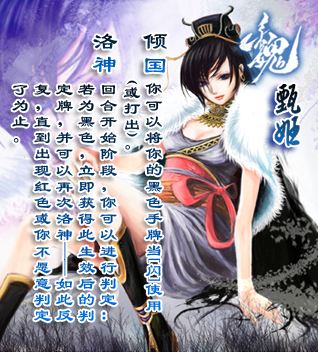 魏
甄姬
倾国
你可以将你的黑色手牌当「闪」使用
(或打出)。
洛神
回合开始阶段，你可以进行判定：
若为黑色，立即获得此生效后的判
定牌，并可以再次洛神——如此反
复，直到出现红色或你不愿意判定
了为止。